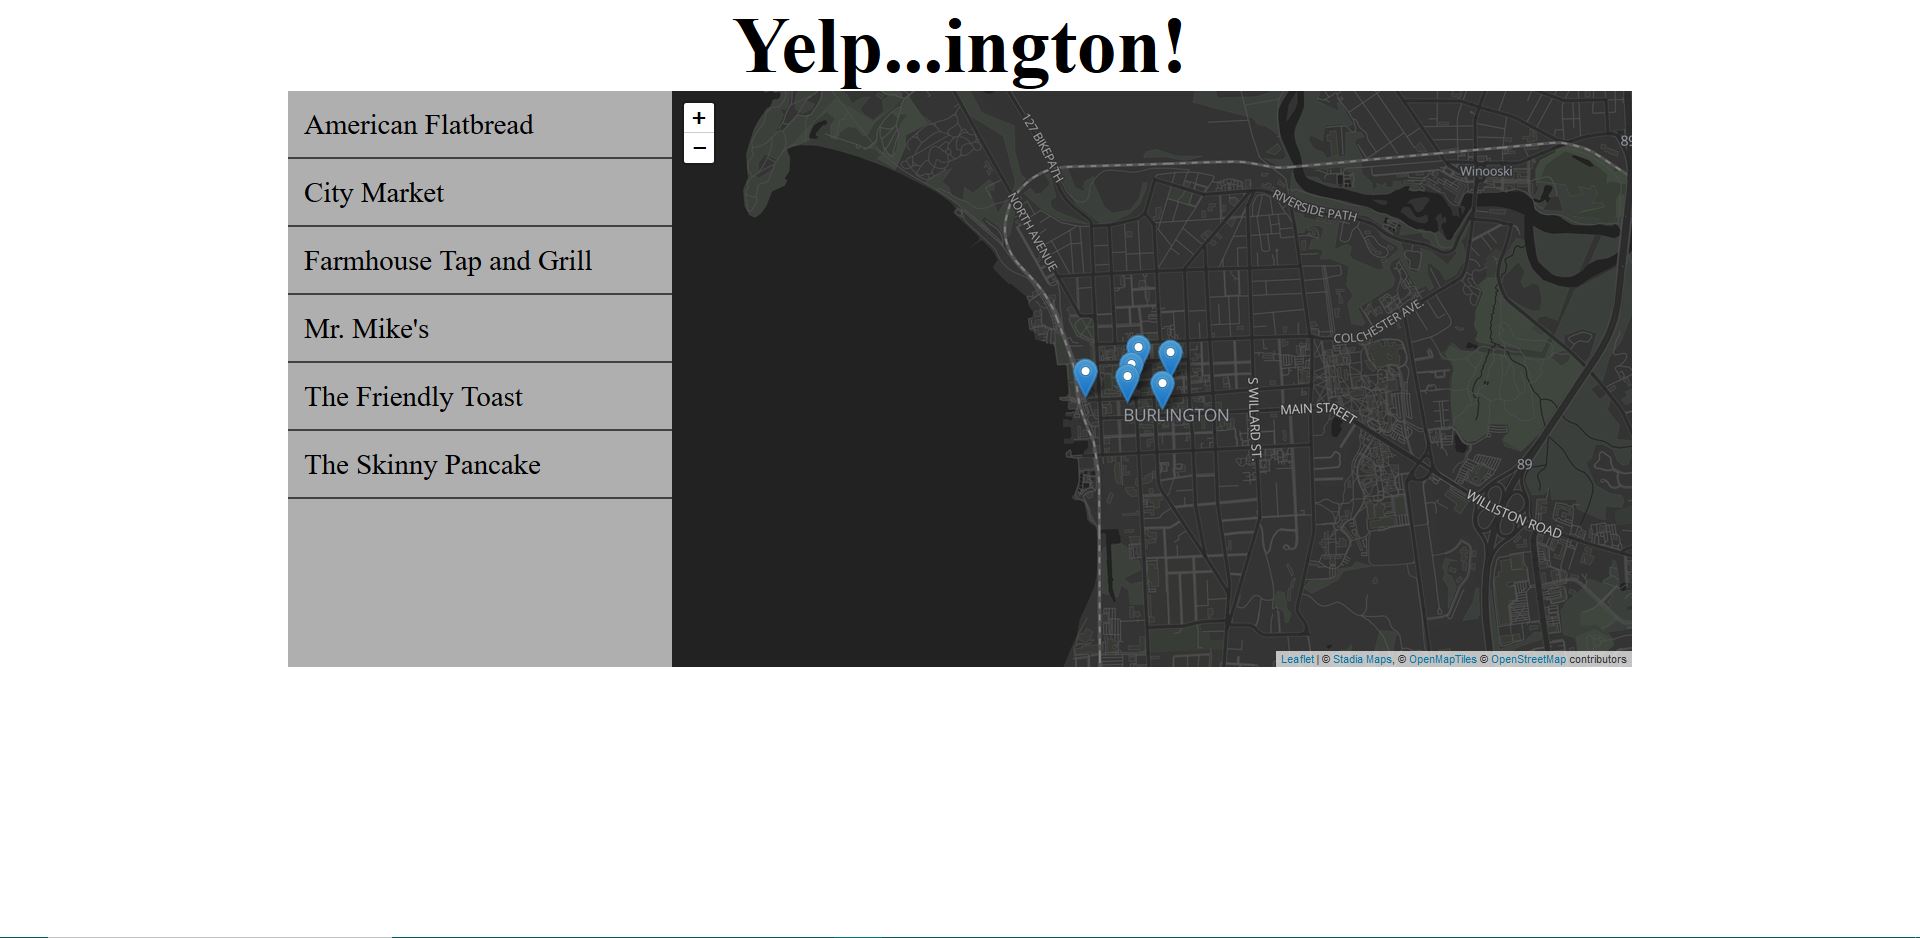 Yelp...ington!
American Flatbread
City Market
Farmhouse Tap and Grill
Mr. Mike's
The Friendly Toast
The Skinny Pancake
+
−
127 BIKEPATH
NORTH AVENUE
RIVERSIDE PATH
Winooski
89
COLCHESTER AVE.
BURLINGTON
S WILLARD ST.
MAIN STREET
89
WILLISTON ROAD
Leaflet | © Stadia Maps, © OpenMapTiles © OpenStreetMap contributors